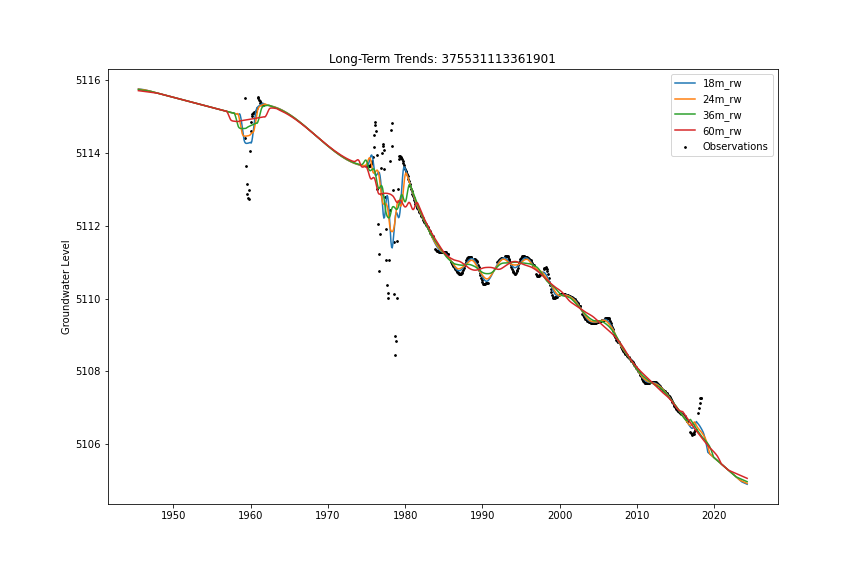 Long-Term Trends: 375531113361901
18m_rw
24m_rw
36m_rw
60m_rw
Observations
Groundwater Level
5116
5114
5112
5110
5108
5106
1950
1960
1970
1980
1990
2000
2010
2020